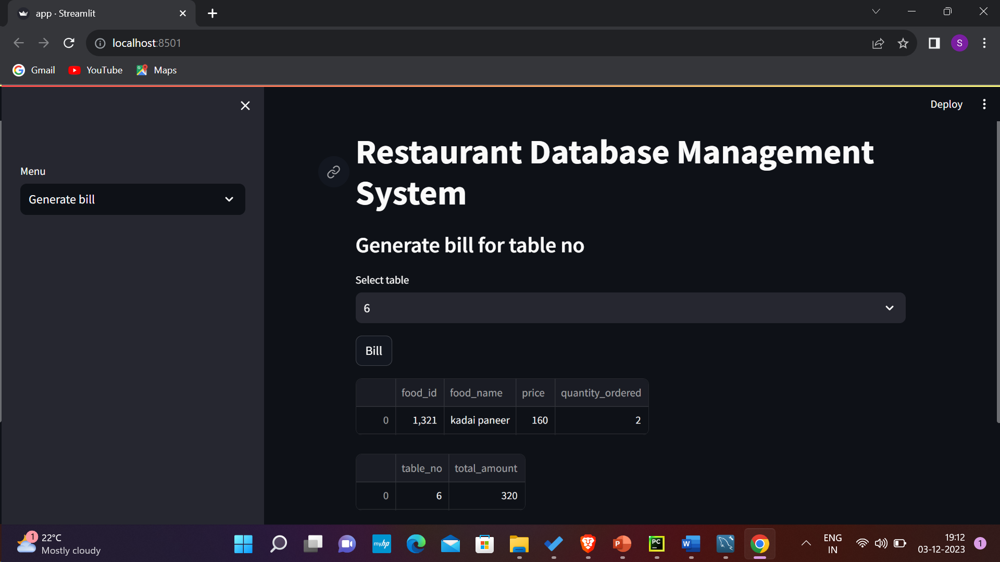 app · Streamlit
localhost:8501
S
Gmail
YouTube
Maps
Deploy
Menu
Generate bill
Restaurant Database Management
System
Generate bill for table no
Select table
6
Bill
food_id food_name price quantity_ordered
0 1,321 kadai paneer 160 2
table_no total_amount
0 6 320
1
22°C
Mostly cloudy
myhp
P
PC
W
ENG
IN
19:12
03-12-2023
1